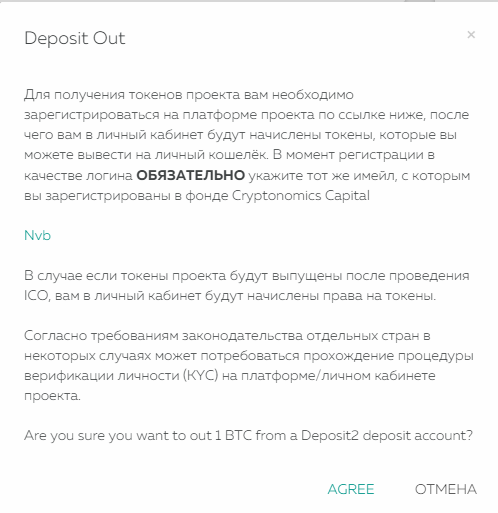 Deposit Out
×
Для получения токенов проекта вам необходимо
зарегистрироваться на платформе проекта по ссылке ниже, после
чего вам в личный кабинет будут начислены токены, которые вы
можете вывести на личный кошелёк. В момент регистрации в
качестве логина ОБЯЗАТЕЛЬНО укажите тот же имейл, с которым
вы зарегистрированы в фонде Cryptonomics Capital
Nvb
В случае если токены проекта будут выпущены после проведения
ICO, вам в личный кабинет будут начислены права на токены.
Согласно требованиям законодательства отдельных стран в
некоторых случаях может потребоваться прохождение процедуры
верификации личности (KYC) на платформе/личном кабинете
проекта.
Are you sure you want to out 1 BTC from a Deposit2 deposit account?
AGREE ОТМЕНА